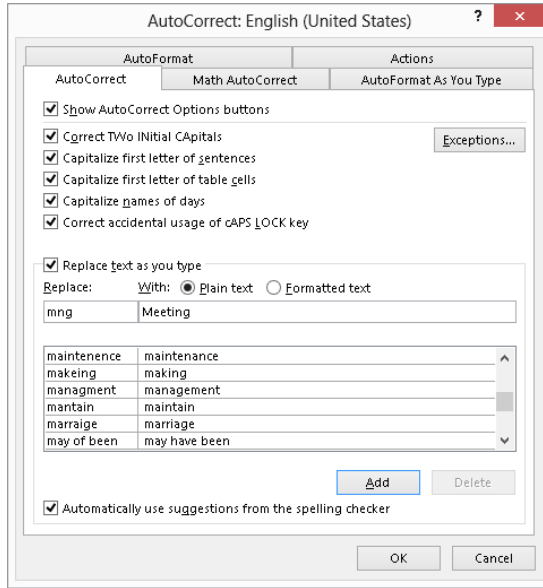 AutoCorrect: English (United States) ? ×
AutoFormat Actions
AutoCorrect Math AutoCorrect AutoFormat As You Type
Show AutoCorrect Options buttons
Correct TWo INitial CApitals Exceptions...
Capitalize first letter of sentences
Capitalize first letter of table cells
Capitalize names of days
Correct accidental usage of cAPS LOCK key
Replace text as you type
Replace: With: Plain text Formatted text
mng Meeting
maintenence maintenance
makeing making
managment management
mantain maintain
marraige marriage
may of been may have been
Add Delete
Automatically use suggestions from the spelling checker
OK Cancel